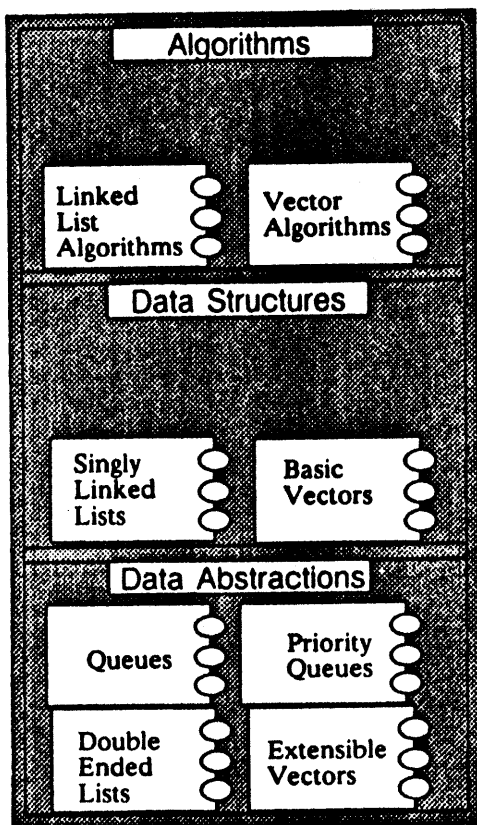 Algorithms
Linked
List
Algorithms
Vector
Algorithms
Data Structures
Singly
Linked
Lists
Basic
Vectors
Data Abstractions
Queues
Priority
Queues
Double
Ended
Lists
Extensible
Vectors